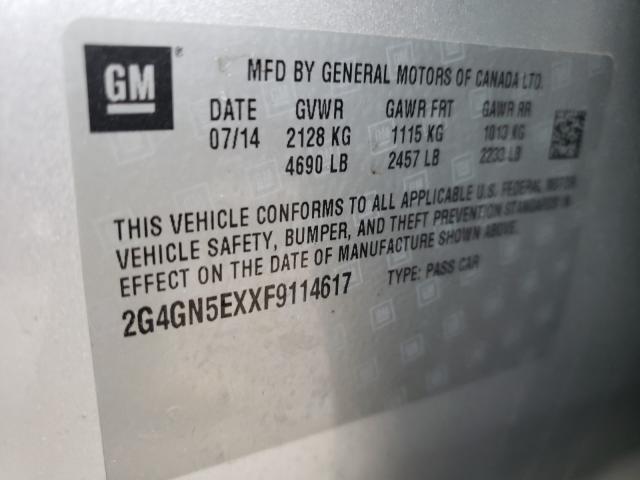 GM
MFD BY GENERAL MOTORS OF CANADA LTD.
DATE GVWR GAWR FRT GAWR RR
07/14 2128 KG 1115 KG 1013 KG
4690 LB 2457 LB 2233 LB
THIS VEHICLE CONFORMS TO ALL APPLICABLE U.S. FEDERAL MOTOR
VEHICLE SAFETY, BUMPER, AND THEFT PREVENTION STANDARDS IN
EFFECT ON THE DATE OF MANUFACTURE SHOWN ABOVE.
2G4GN5EXXF9114617 TYPE: PASS CAR